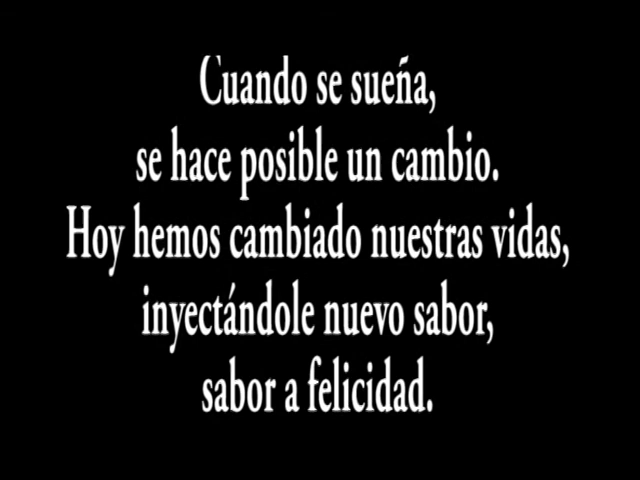 Cuando se sueña,
se hace posible un cambio.
Hoy hemos cambiado nuestras vidas,
inyectándole nuevo sabor,
sabor a felicidad.